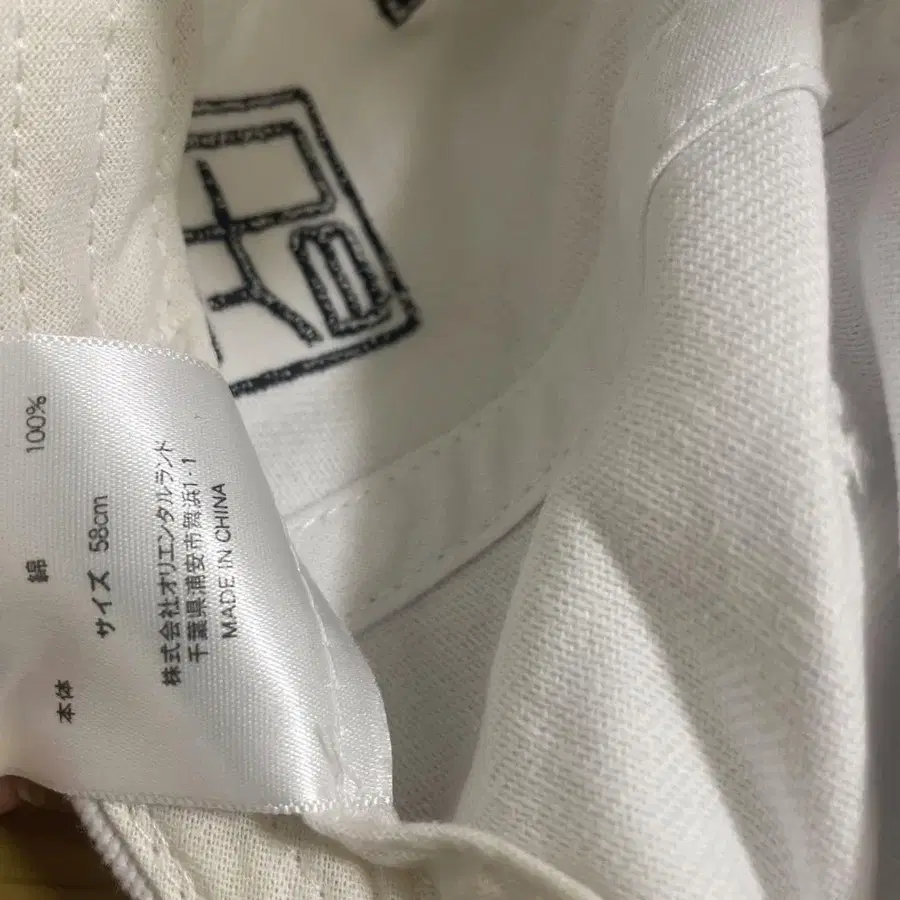 本体 綿 100%
サイズ 58cm
株式会社オリエンタルランド
千葉県浦安市舞浜1-1
MADE IN CHINA